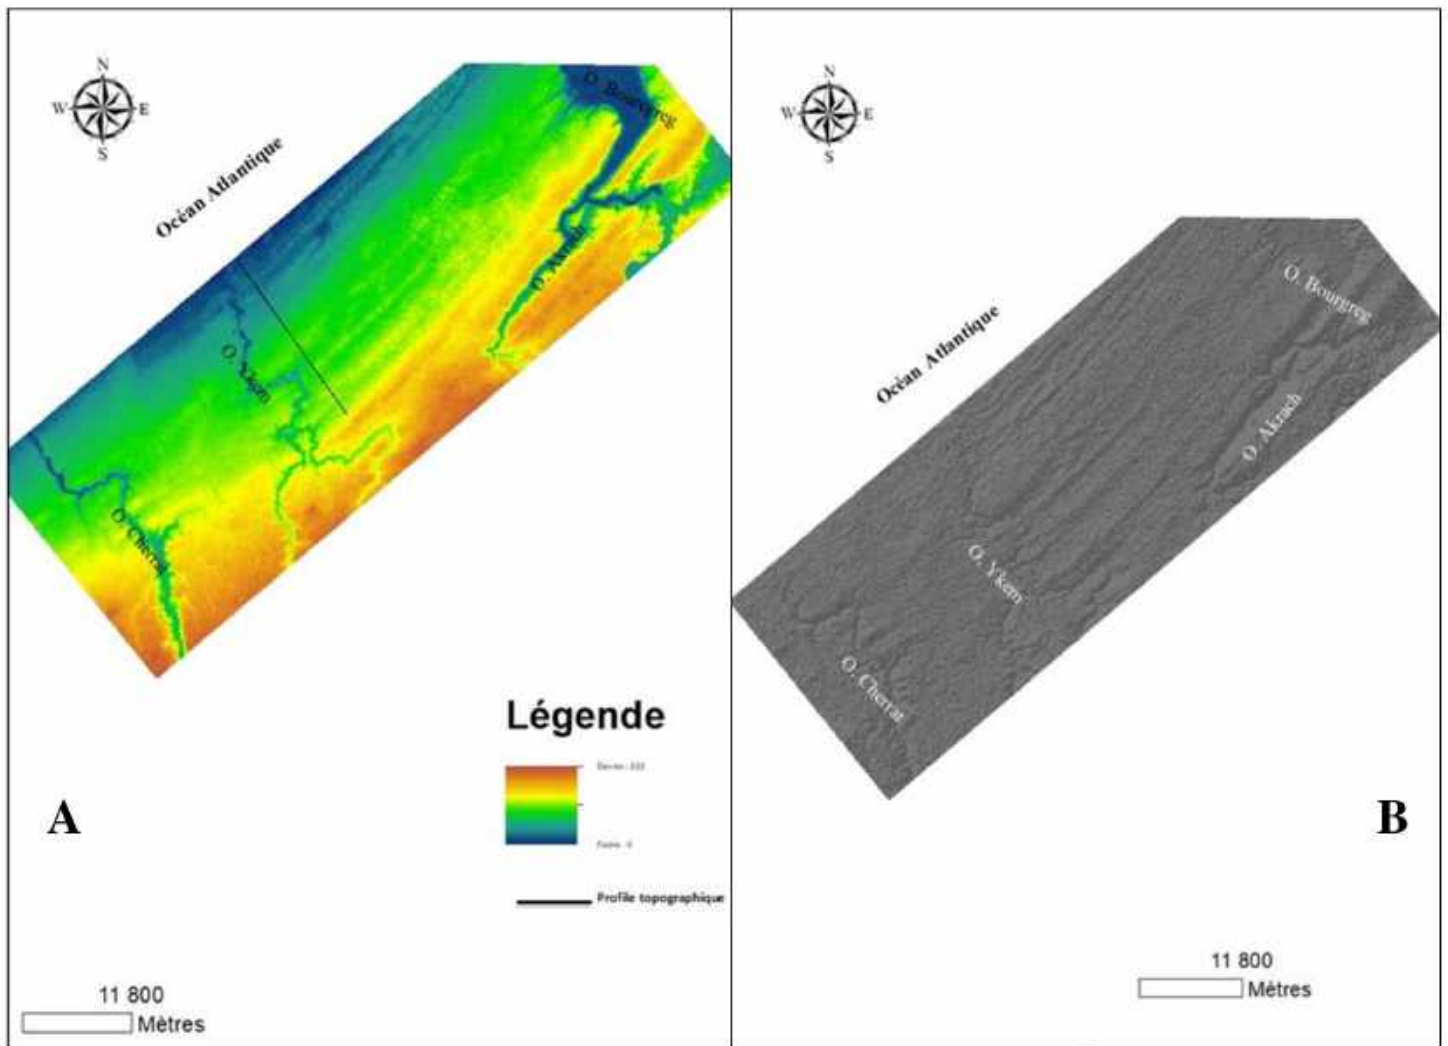 N
W
E
S
Océan Atlantique
O. Bouregreg
O. Akrach
O. Ykem
O. Cherrat
Légende
Profile topographique
A
11 800
Mètres
N
W
E
S
Océan Atlantique
O. Bourgreg
O. Akrach
O. Ykem
O. Cherrat
B
11 800
Mètres